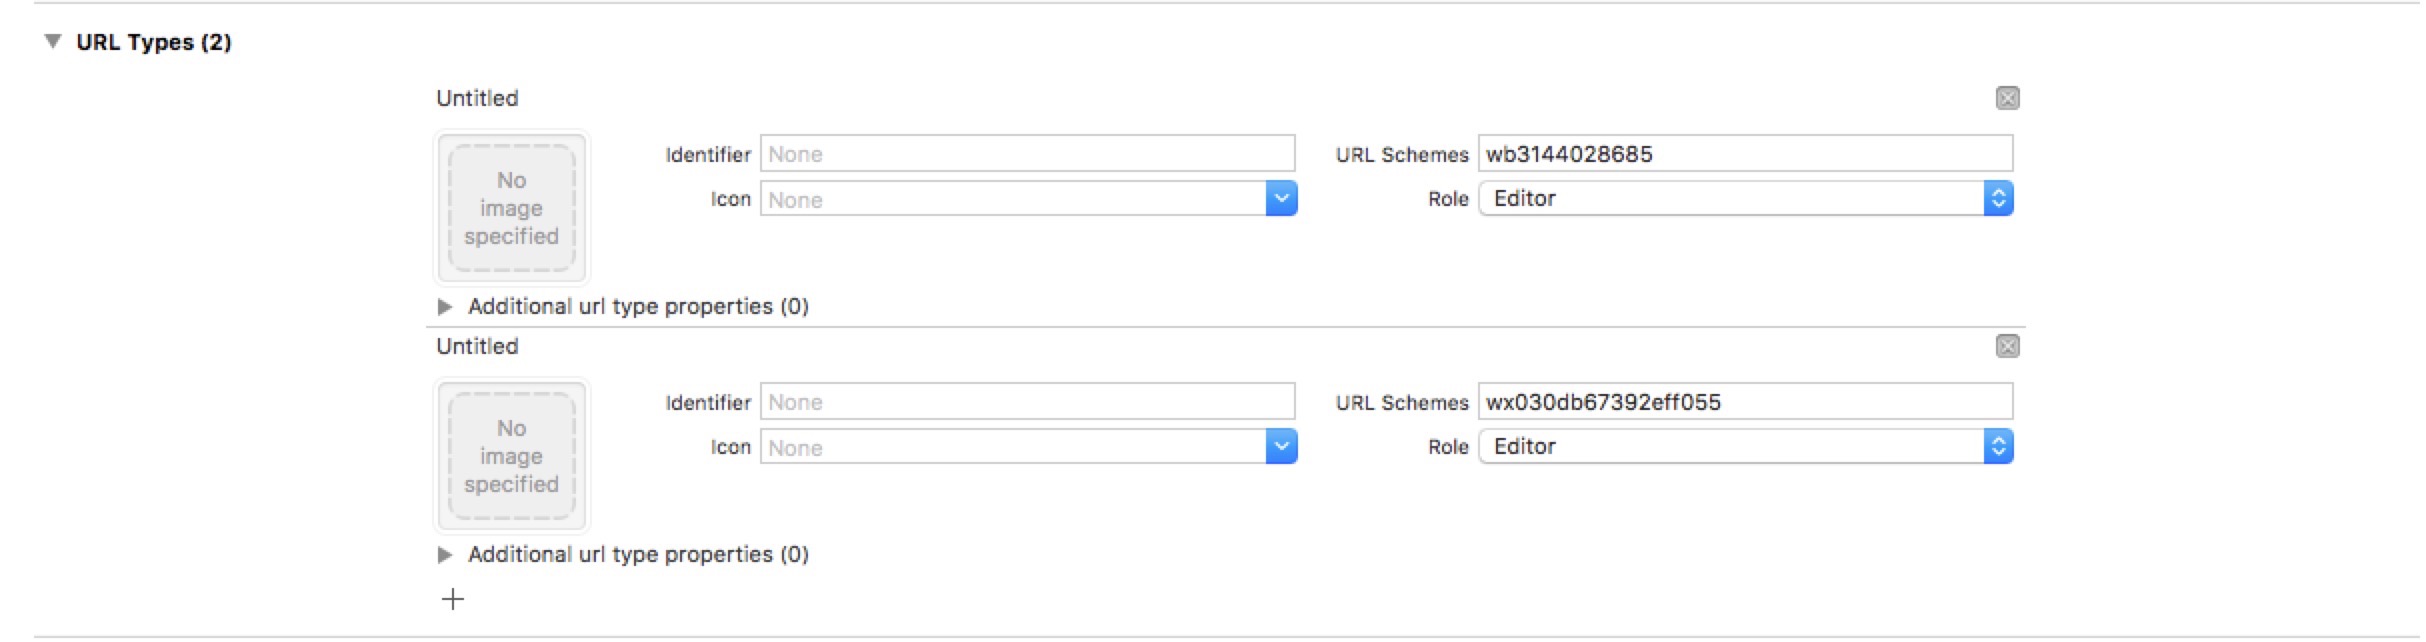 URL Types (2)
Untitled
No image specified
Identifier None
URL Schemes wb3144028685
Icon None
Role Editor
Additional url type properties (0)
Untitled
No image specified
Identifier None
URL Schemes wx030db67392eff055
Icon None
Role Editor
Additional url type properties (0)